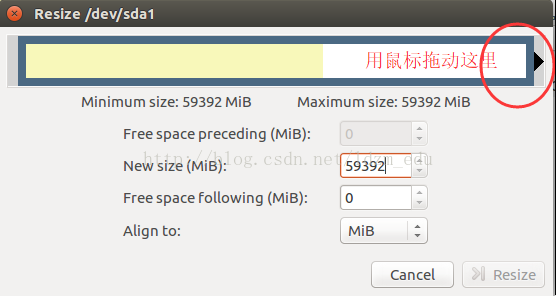 Resize /dev/sda1
用鼠标拖动这里
Minimum size: 59392 MiB Maximum size: 59392 MiB
Free space preceding (MiB): 0
http://blog.csdn.net/ldzm_edu
New size (MiB): 59392
Free space following (MiB): 0
Align to: MiB
Cancel Resize